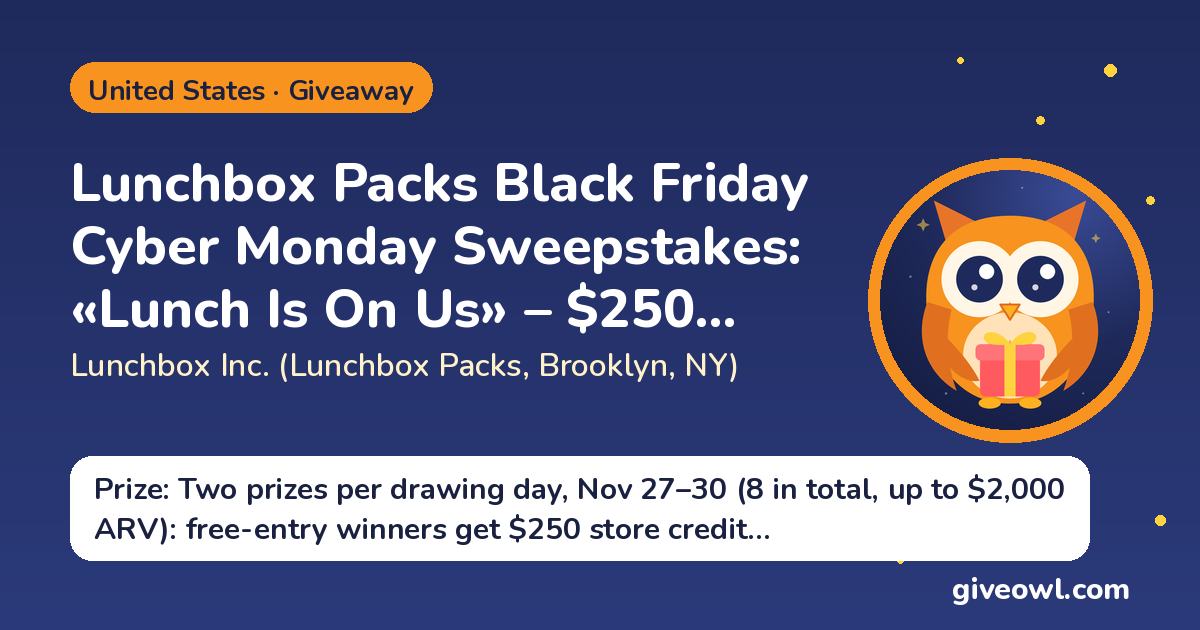 United States · Giveaway
Lunchbox Packs Black Friday
Cyber Monday Sweepstakes:
«Lunch Is On Us» – $250...
Lunchbox Inc. (Lunchbox Packs, Brooklyn, NY)
Prize: Two prizes per drawing day, Nov 27–30 (8 in total, up to $2,000
ARV): free-entry winners get $250 store credit...
giveowl.com